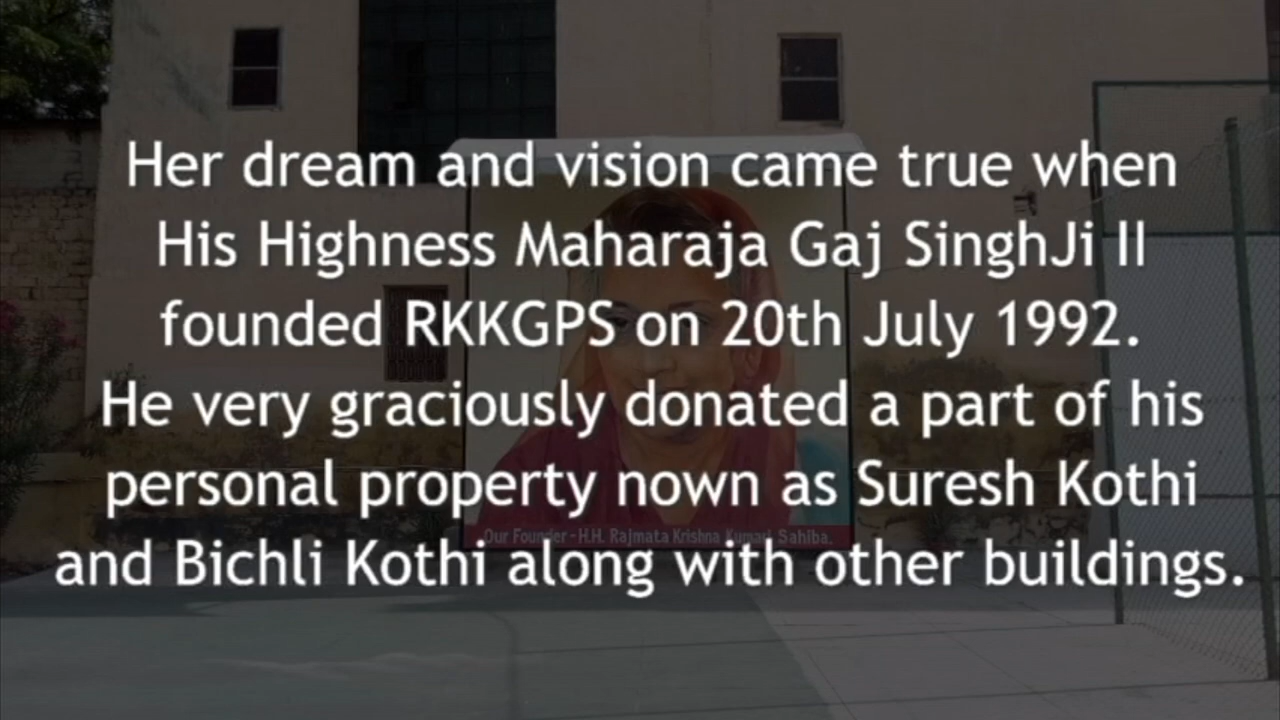 Her dream and vision came true when
His Highness Maharaja Gaj SinghJi II
founded RKKGPS on 20th July 1992.
He very graciously donated a part of his
personal property nown as Suresh Kothi
Our Founder - H.H. Rajmata Krishna Kumari Sahiba.
and Bichli Kothi along with other buildings.